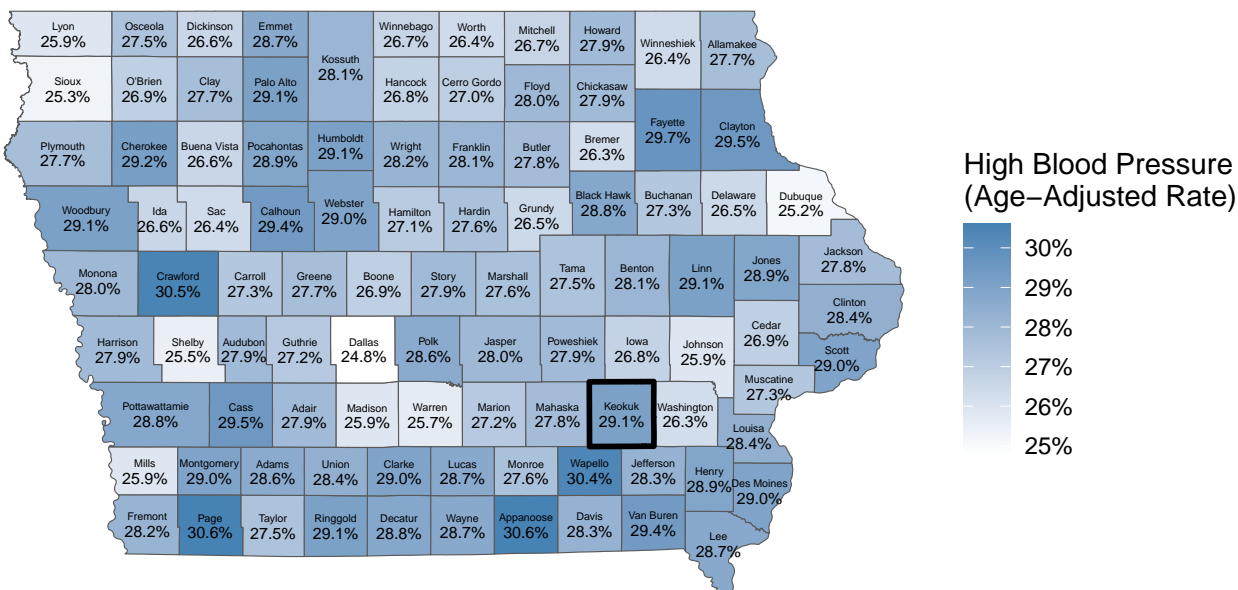 Lyon
25.9%
Osceola
27.5%
Dickinson
26.6%
Emmet
28.7%
Kossuth
28.1%
Winnebago
26.7%
Worth
26.4%
Mitchell
26.7%
Howard
27.9%
Winneshiek
26.4%
Allamakee
27.7%
Sioux
25.3%
O'Brien
26.9%
Clay
27.7%
Palo Alto
29.1%
Hancock
26.8%
Cerro Gordo
27.0%
Floyd
28.0%
Chickasaw
27.9%
Fayette
29.7%
Clayton
29.5%
Plymouth
27.7%
Cherokee
29.2%
Buena Vista
26.6%
Pocahontas
28.9%
Humboldt
29.1%
Wright
28.2%
Franklin
28.1%
Butler
27.8%
Bremer
26.3%
Woodbury
29.1%
Ida
26.6%
Sac
26.4%
Calhoun
29.4%
Webster
29.0%
Hamilton
27.1%
Hardin
27.6%
Grundy
26.5%
Black Hawk
28.8%
Buchanan
27.3%
Delaware
26.5%
Dubuque
25.2%
Monona
28.0%
Crawford
30.5%
Carroll
27.3%
Greene
27.7%
Boone
26.9%
Story
27.9%
Marshall
27.6%
Tama
27.5%
Benton
28.1%
Linn
29.1%
Jones
28.9%
Jackson
27.8%
Clinton
28.4%
Harrison
27.9%
Shelby
25.5%
Audubon
27.9%
Guthrie
27.2%
Dallas
24.8%
Polk
28.6%
Jasper
28.0%
Poweshiek
27.9%
Iowa
26.8%
Johnson
25.9%
Cedar
26.9%
Scott
29.0%
Muscatine
27.3%
Pottawattamie
28.8%
Cass
29.5%
Adair
27.9%
Madison
25.9%
Warren
25.7%
Marion
27.2%
Mahaska
27.8%
Keokuk
29.1%
Washington
26.3%
Louisa
28.4%
Mills
25.9%
Montgomery
29.0%
Adams
28.6%
Union
28.4%
Clarke
29.0%
Lucas
28.7%
Monroe
27.6%
Wapello
30.4%
Jefferson
28.3%
Henry
28.9%
Des Moines
29.0%
Fremont
28.2%
Page
30.6%
Taylor
27.5%
Ringgold
29.1%
Decatur
28.8%
Wayne
28.7%
Appanoose
30.6%
Davis
28.3%
Van Buren
29.4%
Lee
28.7%
High Blood Pressure
(Age−Adjusted Rate)
30%
29%
28%
27%
26%
25%